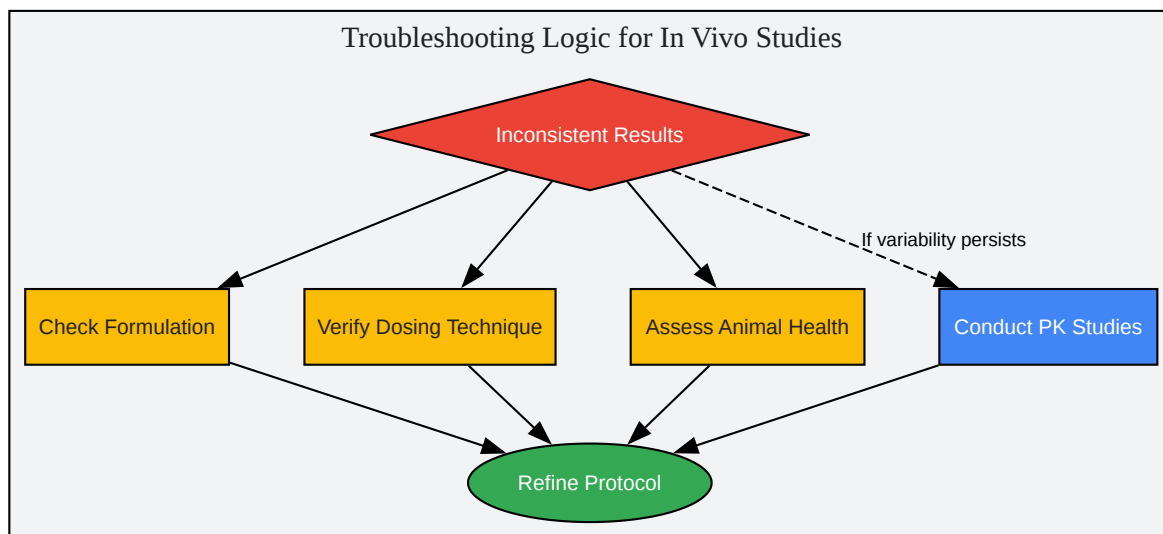 Troubleshooting Logic for In Vivo Studies
Inconsistent Results
If variability persists
Check Formulation
Verify Dosing Technique
Assess Animal Health
Conduct PK Studies
Refine Protocol